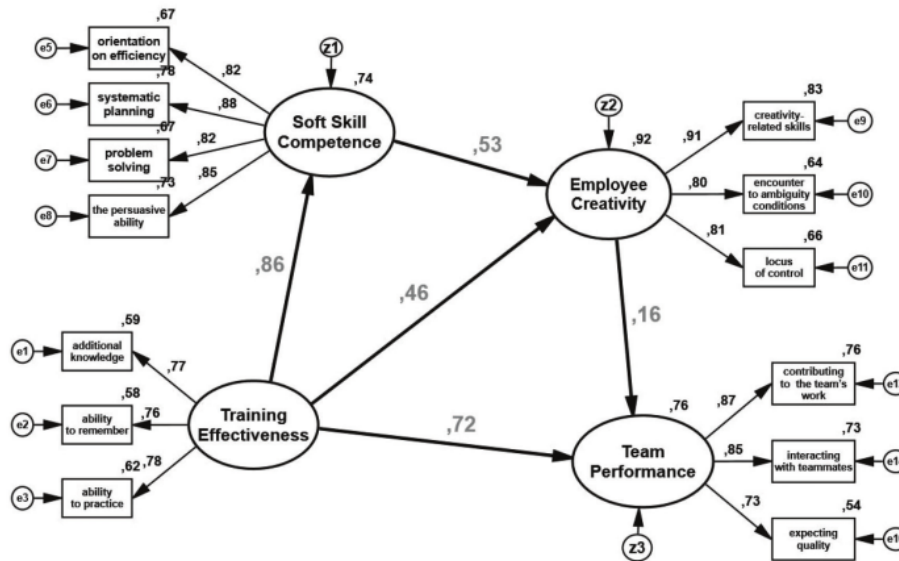 ,67
e5
orientation
on efficiency
,82
,78
e6
systematic
planning
,88
,67
e7
problem
solving
,82
,73
e8
the persuasive
ability
,85
z1
,74
Soft Skill
Competence
,53
z2
,92
Employee
Creativity
,83
,91
creativity-
related skills
e9
,64
,80
encounter
to ambiguity
conditions
e10
,66
,81
locus
of control
e11
,86
,46
,16
,59
e1
additional
knowledge
,77
,58
e2
ability
to remember
,76
,62
e3
ability
to practice
,78
Training
Effectiveness
,72
,76
Team
Performance
z3
,76
,87
contributing
to the team's
work
,73
,85
interacting
with teammates
,54
,73
expecting
quality